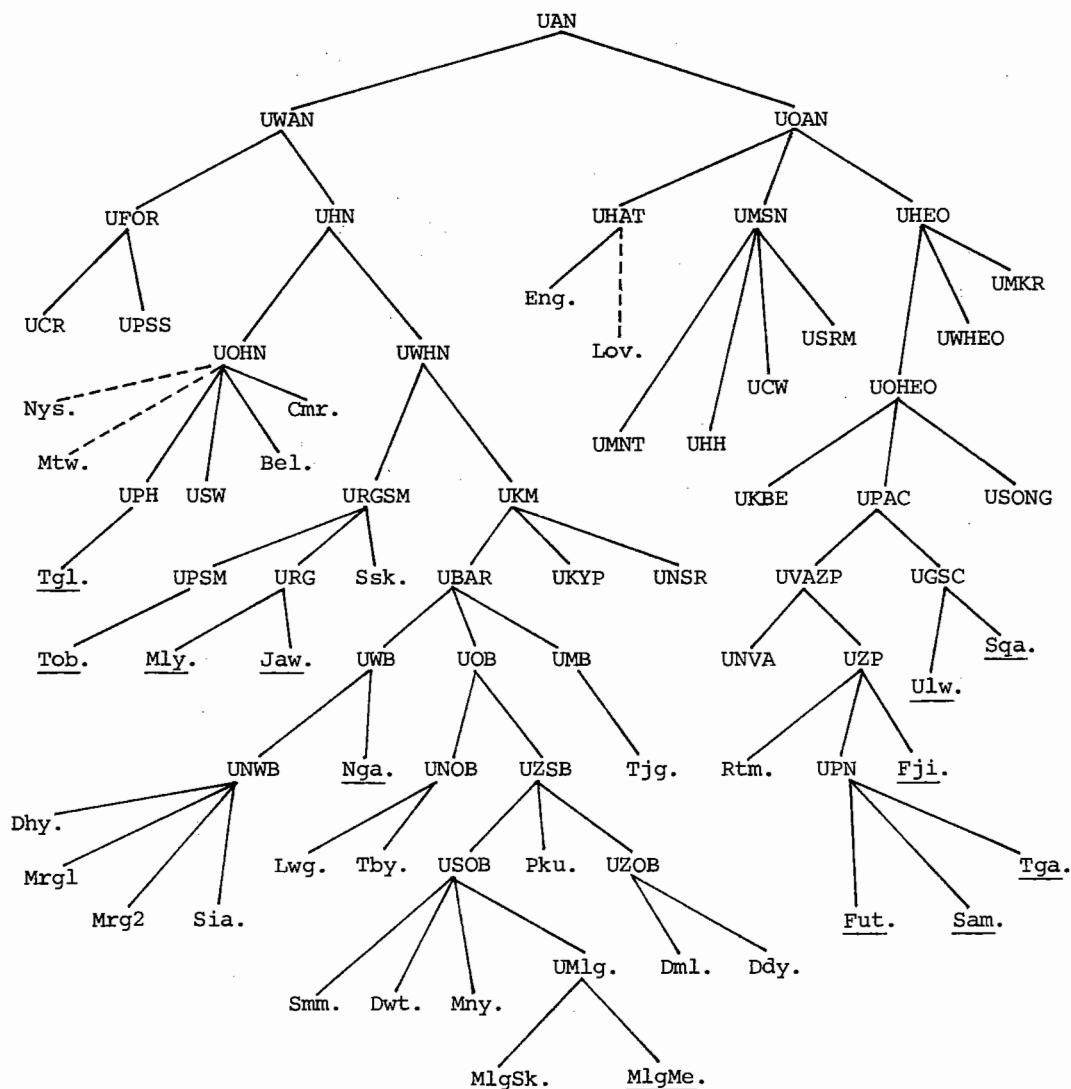 UAN
UWAN UOAN
UFOR UHN UHAT UMSN UHEO
Eng. UMKR
UCR UPSS USRM UWHEO
UOHN UWHN Lov.
Nys. Cmr. UCW UOHEO
UMNT UHH
Mtw. Bel.
UPH USW URGSM UKM UKBE UPAC USONG
Tgl. UPSM URG Ssk. UBAR UKYP UNSR UVAZP UGSC
Tob. Mly. Jaw. UWB UOB UMB UNVA UZP Sqa.
Ulw.
UNWB Nga. UNOB UZSB Tjg. Rtm. UPN Fji.
Dhy.
Lwg. Tby. USOB Pku. UZOB Tga.
Mrg1
Mrg2 Sia. Fut. Sam.
UMlg. Dml. Ddy.
Smm. Dwt. Mny.
MlgSk. MlgMe.